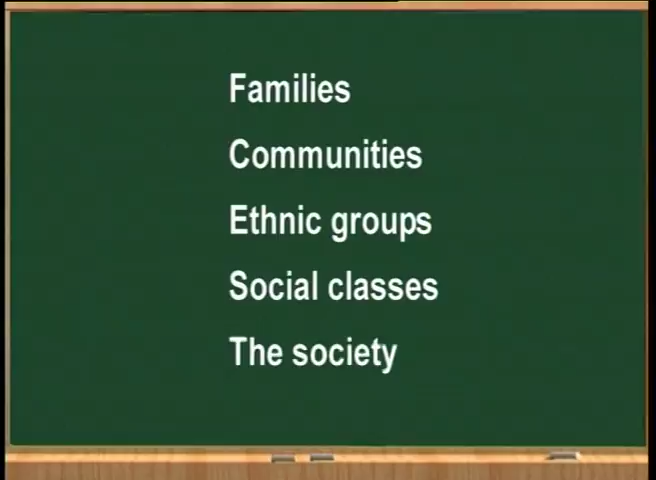 Families
Communities
Ethnic groups
Social classes
The society